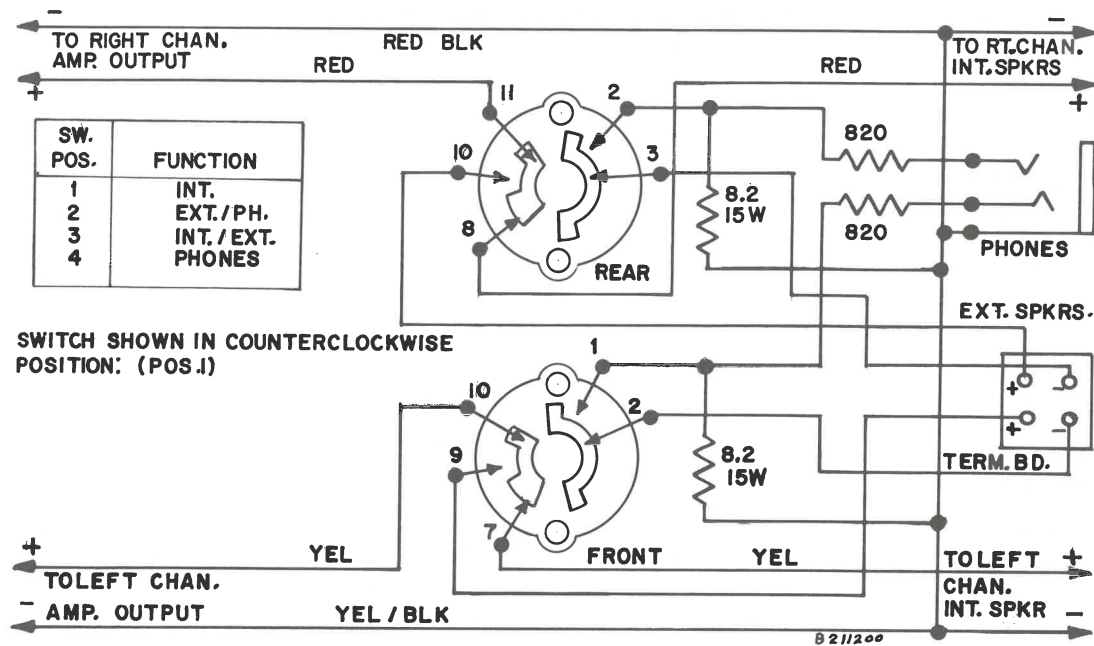 −
TO RIGHT CHAN.
AMP. OUTPUT
RED BLK
−
TO RT. CHAN.
INT. SPKRS
RED
RED
+
+
SW.
POS.
FUNCTION
1 INT.
2 EXT./PH.
3 INT./EXT.
4 PHONES
11
2
10
3
8
REAR
820
8.2
15W
820
PHONES
SWITCH SHOWN IN COUNTERCLOCKWISE
POSITION: (POS.1)
EXT. SPKRS.
+ −
+ −
TERM. BD.
1
10
2
9
7
8.2
15W
FRONT
+
YEL
YEL
TO LEFT +
CHAN.
INT. SPKR −
TO LEFT CHAN.
− AMP. OUTPUT
YEL / BLK
8211200